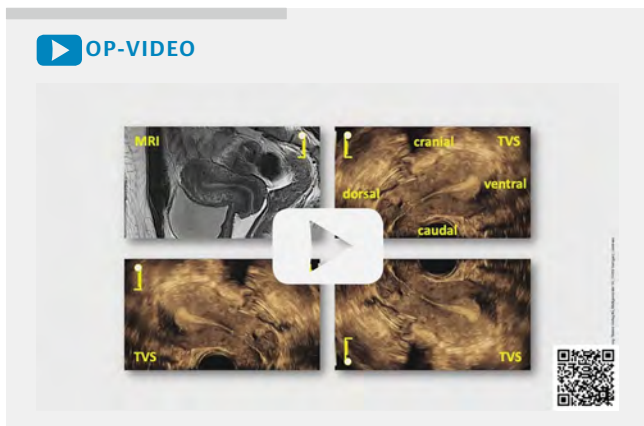 OP-VIDEO
MRI
cranial
TVS
dorsal
ventral
caudal
TVS
TVS